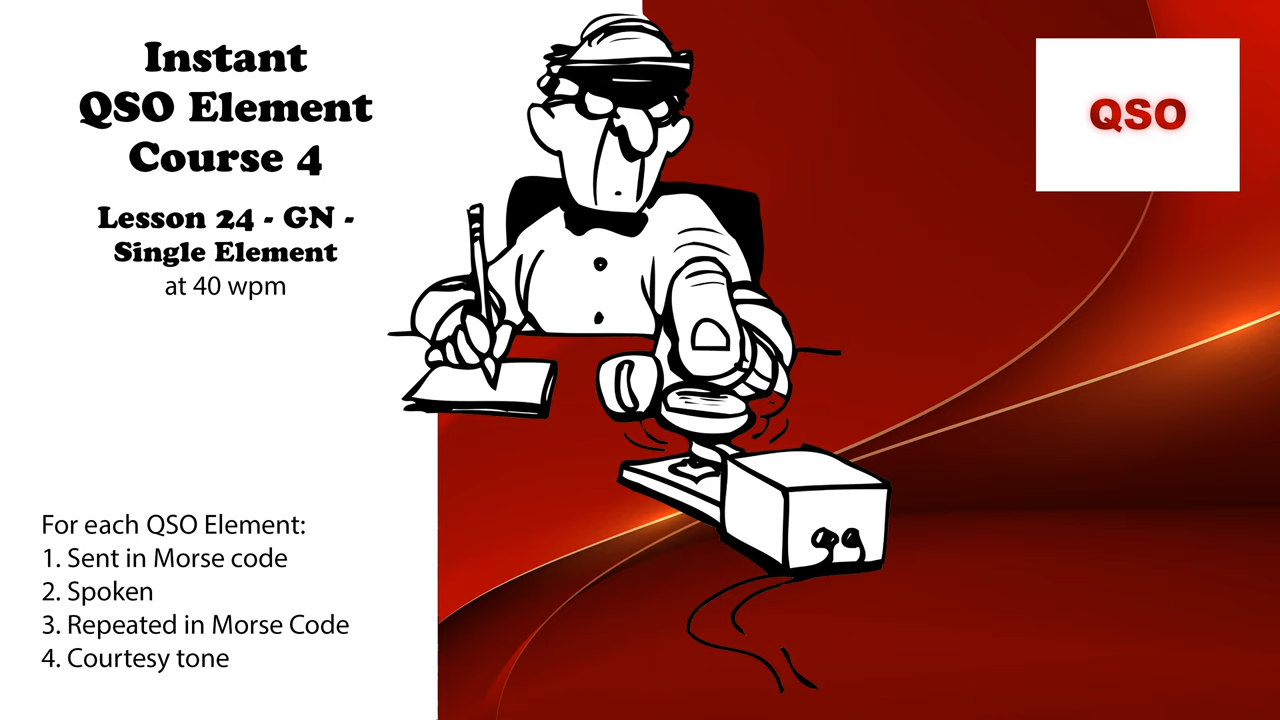 Instant
QSO Element
Course 4
Lesson 24 - GN -
Single Element
at 40 wpm
QSO
For each QSO Element:
1. Sent in Morse code
2. Spoken
3. Repeated in Morse Code
4. Courtesy tone